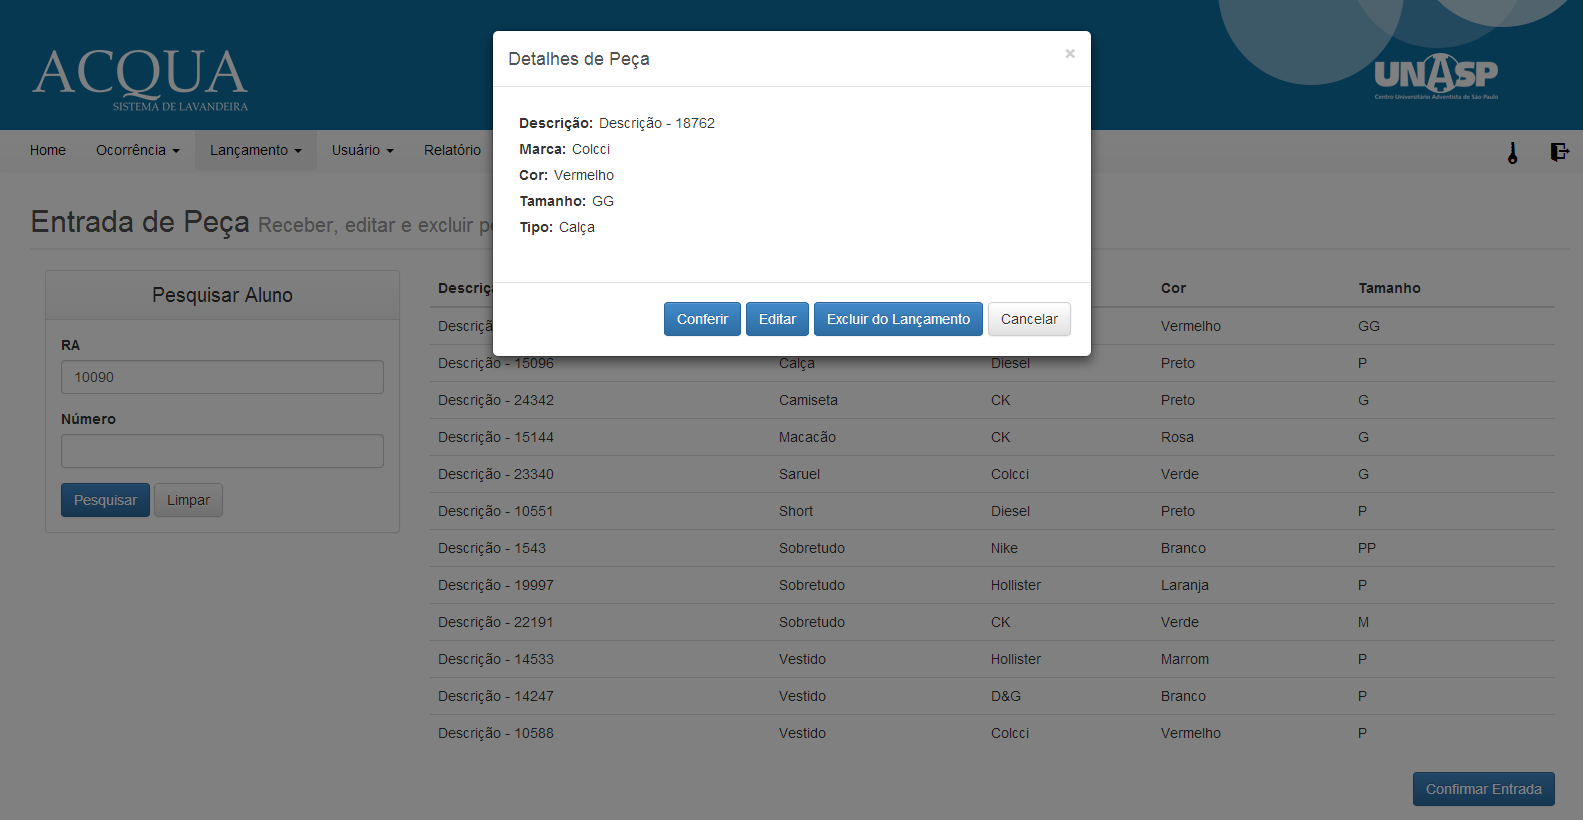 ACQUA
SISTEMA DE LAVANDEIRA
UNASP
Centro Universitário Adventista de São Paulo
Home Ocorrência Lançamento Usuário Relatório
Detalhes de Peça ×
Descrição: Descrição - 18762
Marca: Colcci
Cor: Vermelho
Tamanho: GG
Tipo: Calça
Conferir Editar Excluir do Lançamento Cancelar
Entrada de Peça Receber, editar e excluir
Pesquisar Aluno
RA
10090
Número
Pesquisar Limpar
Cor Tamanho
Vermelho GG
Descrição - 15096 Calça Diesel Preto P
Descrição - 24342 Camiseta CK Preto G
Descrição - 15144 Macacão CK Rosa G
Descrição - 23340 Saruel Colcci Verde G
Descrição - 10551 Short Diesel Preto P
Descrição - 1543 Sobretudo Nike Branco PP
Descrição - 19997 Sobretudo Hollister Laranja P
Descrição - 22191 Sobretudo CK Verde M
Descrição - 14533 Vestido Hollister Marrom P
Descrição - 14247 Vestido D&G Branco P
Descrição - 10588 Vestido Colcci Vermelho P
Confirmar Entrada